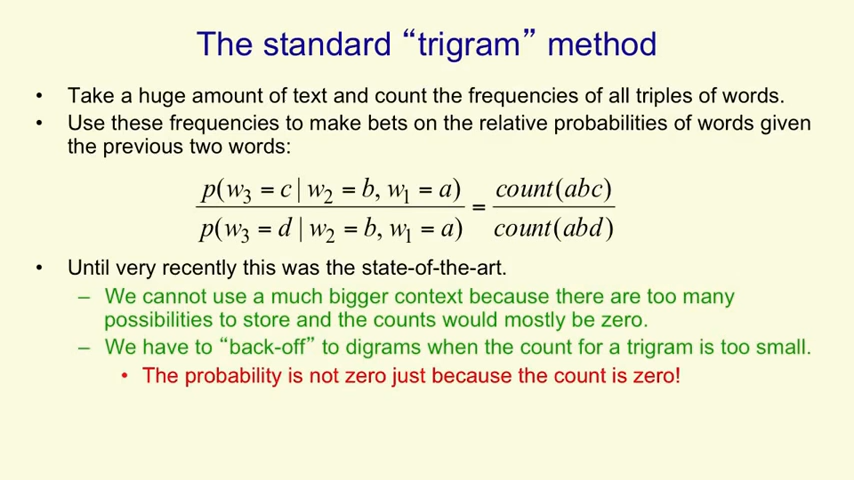 The standard “trigram” method
• Take a huge amount of text and count the frequencies of all triples of words.
• Use these frequencies to make bets on the relative probabilities of words given
the previous two words:
p(w₃ = c | w₂ = b, w₁ = a) / p(w₃ = d | w₂ = b, w₁ = a) = count(abc) / count(abd)
• Until very recently this was the state-of-the-art.
– We cannot use a much bigger context because there are too many
possibilities to store and the counts would mostly be zero.
– We have to “back-off” to digrams when the count for a trigram is too small.
• The probability is not zero just because the count is zero!